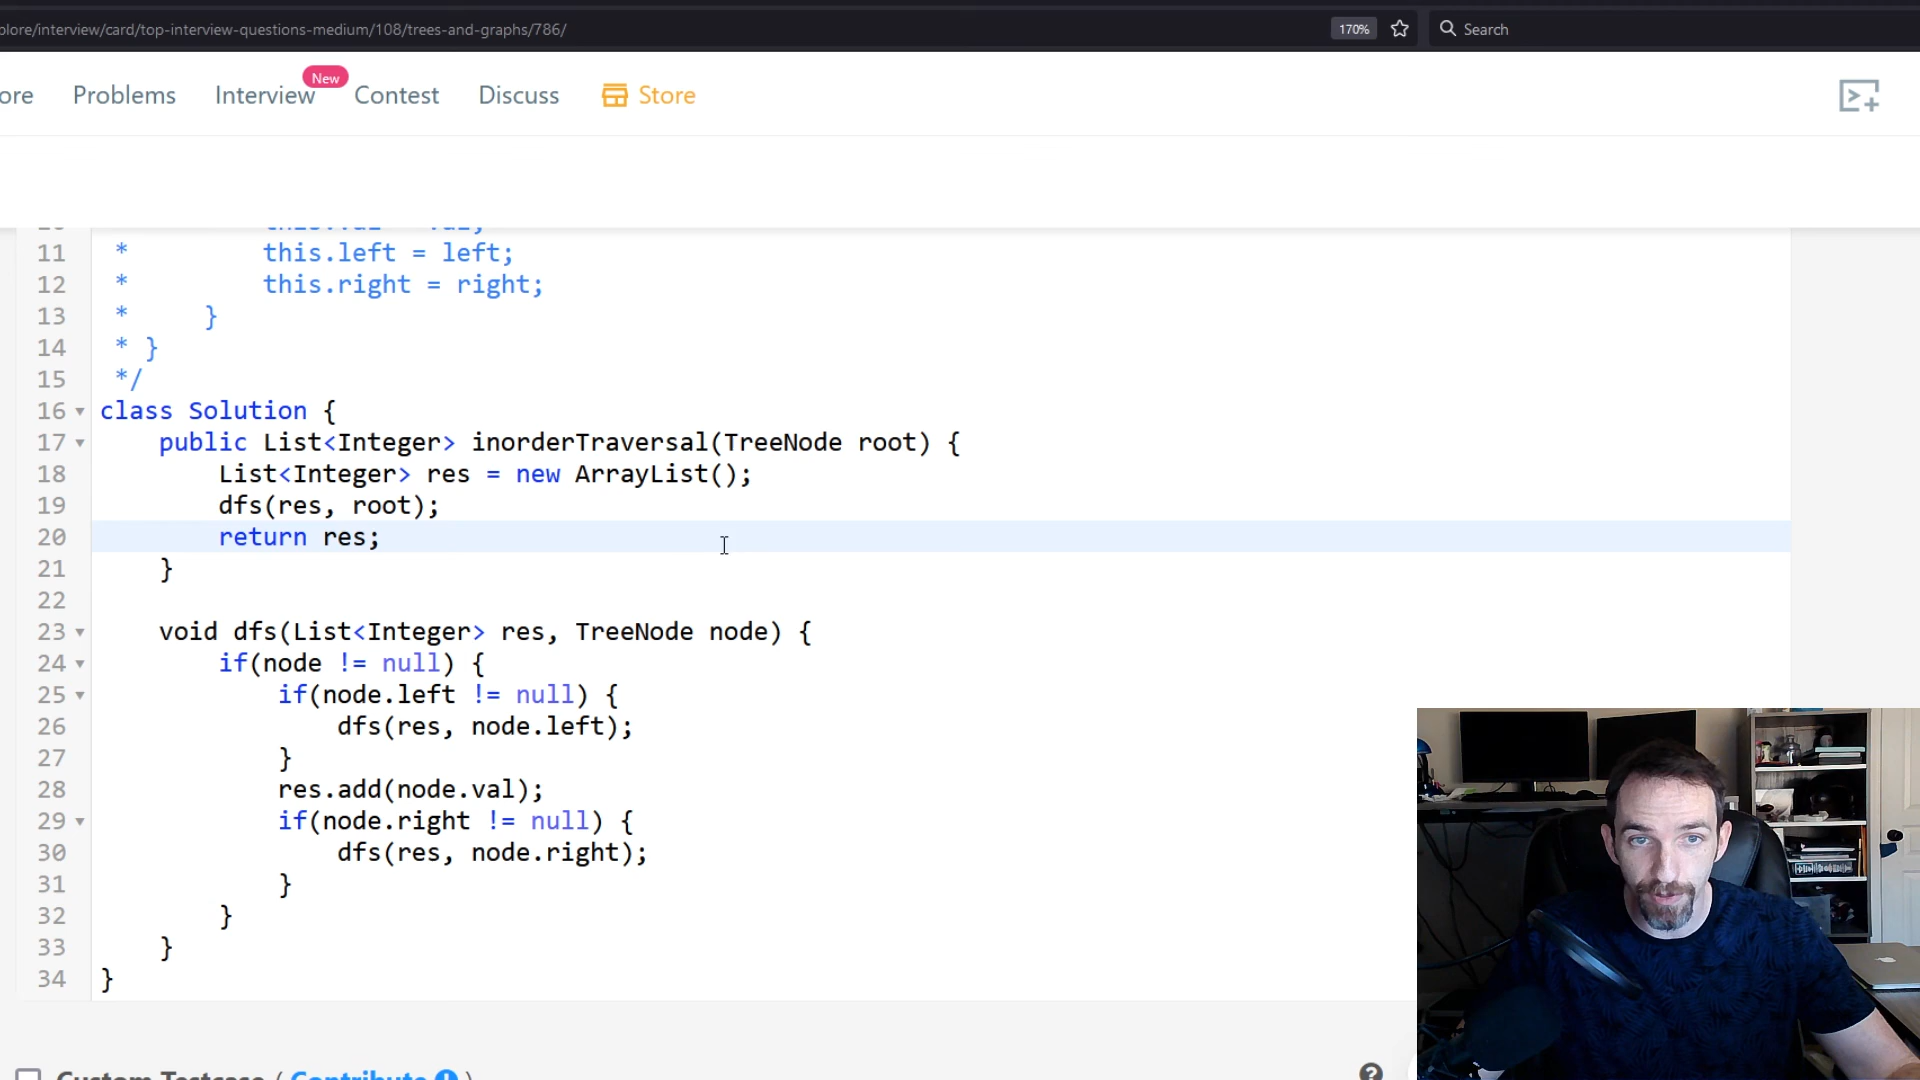 plore/interview/card/top-interview-questions-medium/108/trees-and-graphs/786/
170%
Search
ore Problems Interview New Contest Discuss Store
11 * this.left = left;
12 * this.right = right;
13 * }
14 * }
15 */
16 class Solution {
17 public List<Integer> inorderTraversal(TreeNode root) {
18 List<Integer> res = new ArrayList();
19 dfs(res, root);
20 return res;
21 }
22
23 void dfs(List<Integer> res, TreeNode node) {
24 if(node != null) {
25 if(node.left != null) {
26 dfs(res, node.left);
27 }
28 res.add(node.val);
29 if(node.right != null) {
30 dfs(res, node.right);
31 }
32 }
33 }
34 }
Custom Testcase ( Contribute )